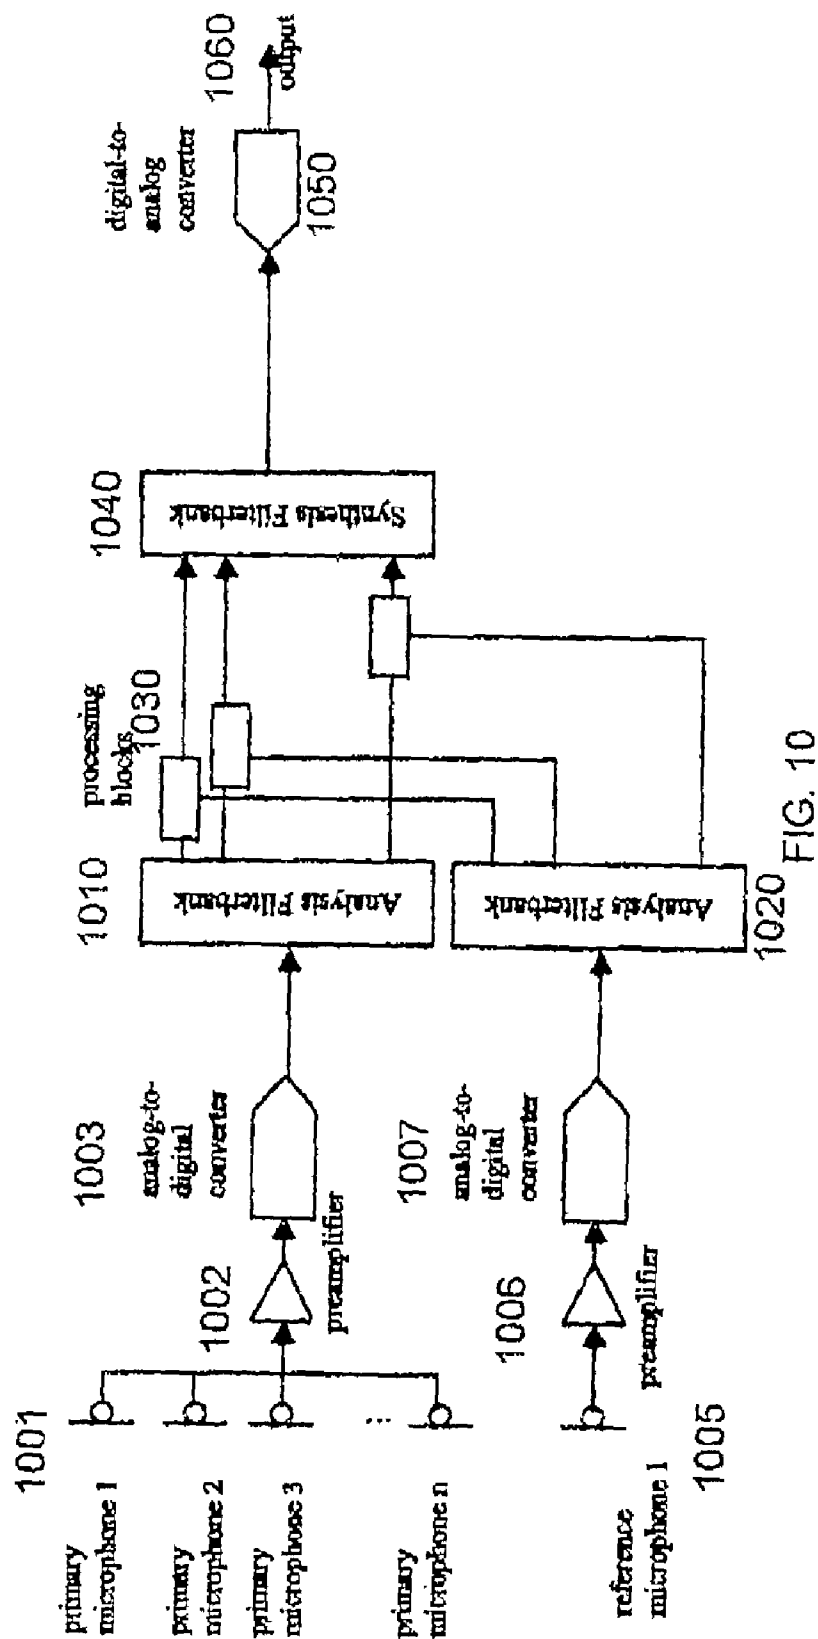 1001
primary
microphone 1
primary
microphone 2
primary
microphone 3
...
primary
microphone n
1002
preamplifier
1003
analog-to-
digital
converter
1010
Analysis Filterbank
processing
blocks
1030
1040
Synthesis Filterbank
digital-to-
analog
converter
1050
1060
output
reference
microphone 1
1005
1006
preamplifier
1007
analog-to-
digital
converter
Analysis Filterbank
1020
FIG. 10